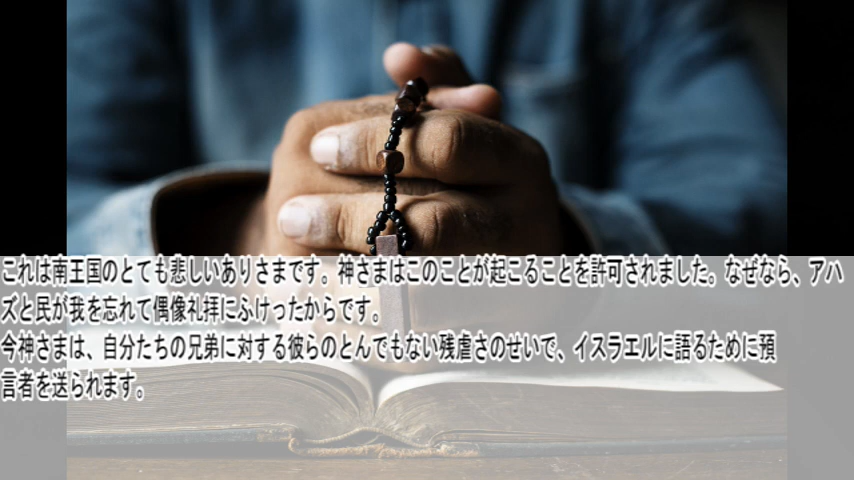 これは南王国のとても悲しいありさまです。神さまはこのことが起こることを許可されました。なぜなら、アハ
ズと民が我を忘れて偶像礼拝にふけったからです。
今神さまは、自分たちの兄弟に対する彼らのとんでもない残虐さのせいで、イスラエルに語るために預
言者を送られます。